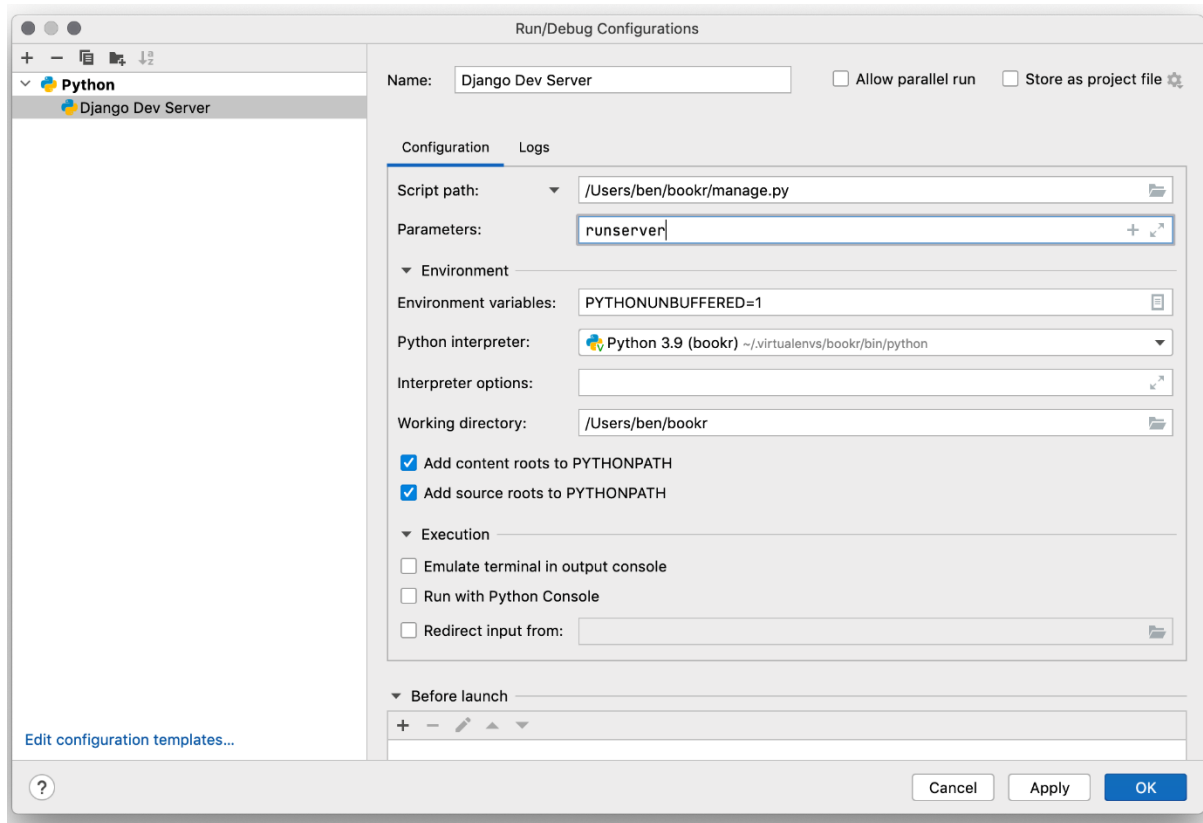 Run/Debug Configurations
Python
Django Dev Server
Name: Django Dev Server Allow parallel run Store as project file
Configuration Logs
Script path: /Users/ben/bookr/manage.py
Parameters: runserver
Environment
Environment variables: PYTHONUNBUFFERED=1
Python interpreter: Python 3.9 (bookr) ~/.virtualenvs/bookr/bin/python
Interpreter options:
Working directory: /Users/ben/bookr
Add content roots to PYTHONPATH
Add source roots to PYTHONPATH
Execution
Emulate terminal in output console
Run with Python Console
Redirect input from:
Before launch
Edit configuration templates...
? Cancel Apply OK